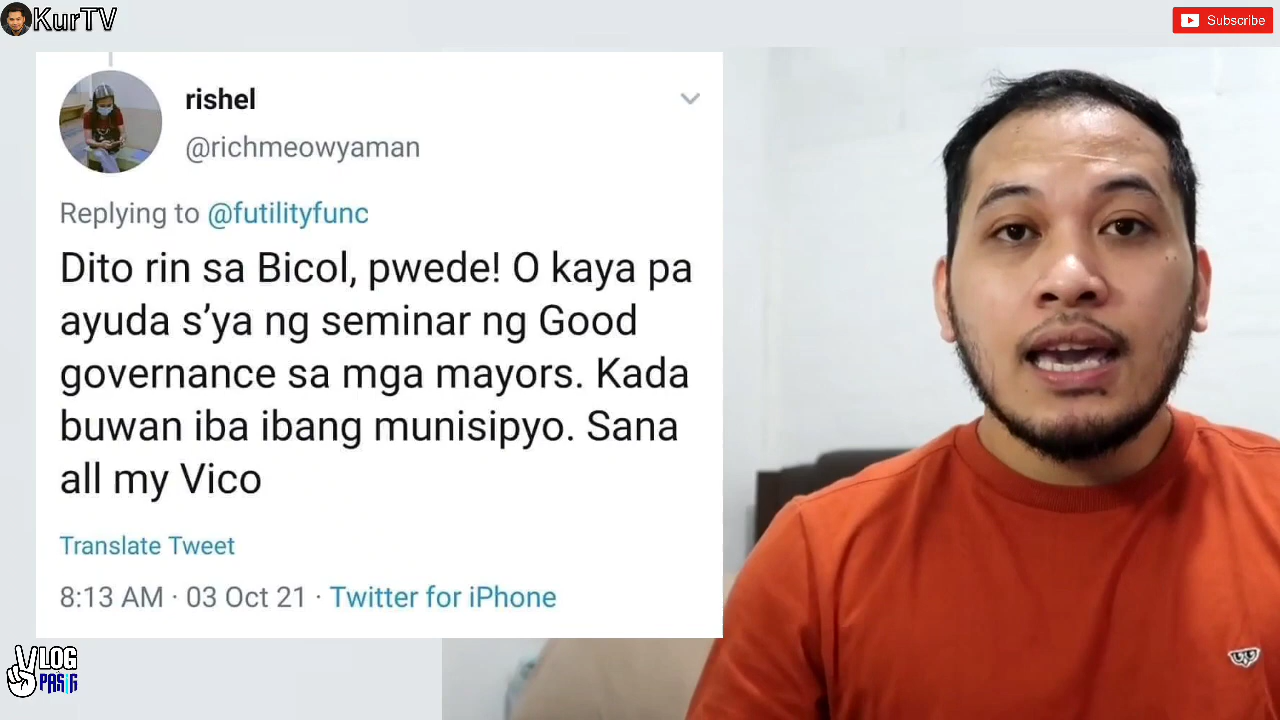 KurTV
Subscribe
rishel
@richmeowyaman
Replying to @futilityfunc
Dito rin sa Bicol, pwede! O kaya pa
ayuda s'ya ng seminar ng Good
governance sa mga mayors. Kada
buwan iba ibang munisipyo. Sana
all my Vico
Translate Tweet
8:13 AM · 03 Oct 21 · Twitter for iPhone
VLOG
PASIG